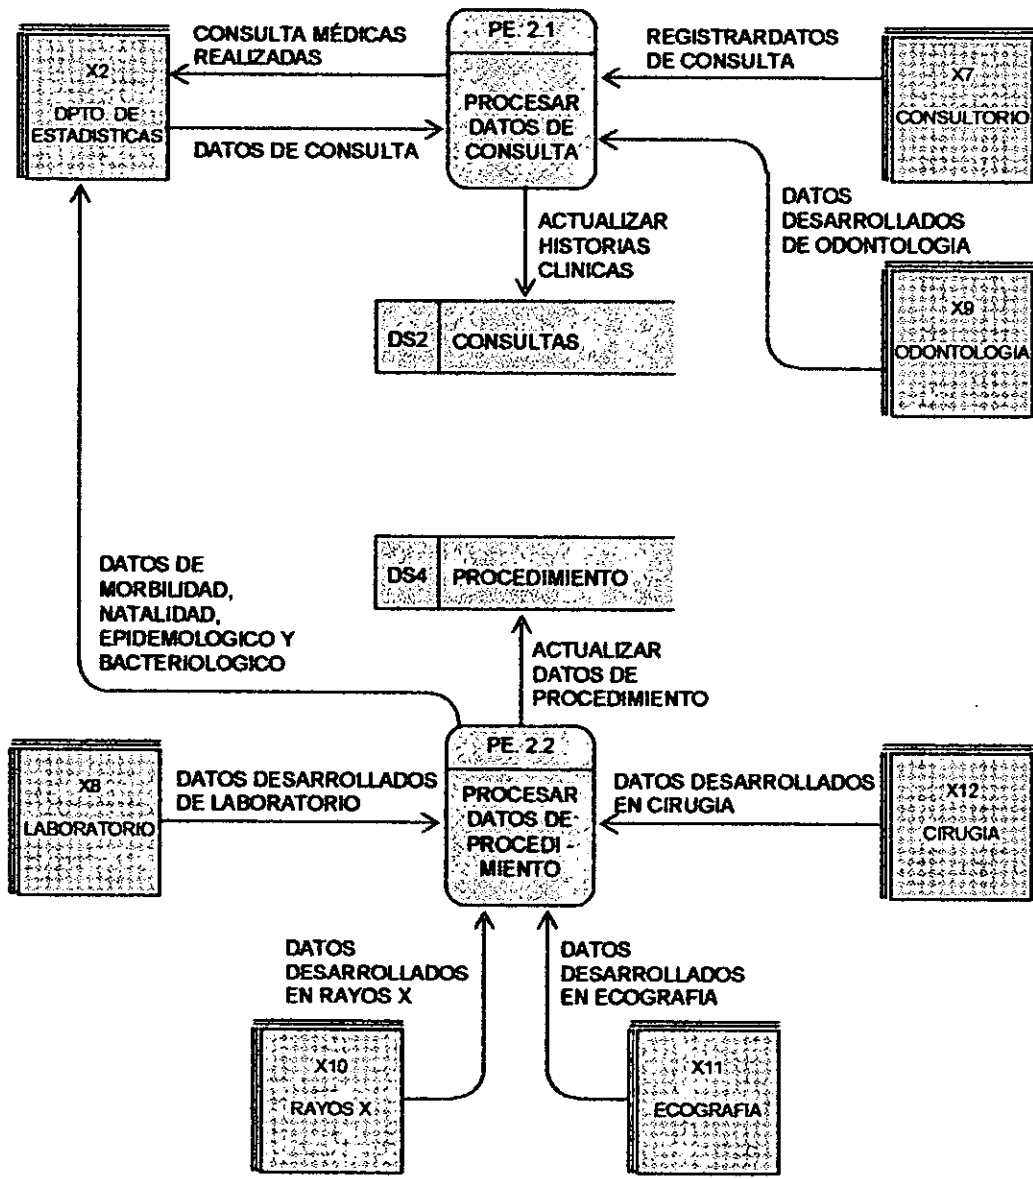 CONSULTA MÉDICAS
REALIZADAS
PE. 2.1
REGISTRARDATOS
DE CONSULTA
X2
DPTO. DE
ESTADISTICAS
X7
CONSULTORIO
PROCESAR
DATOS DE
CONSULTA
DATOS DE CONSULTA
DATOS
DESARROLLADOS
DE ODONTOLOGIA
ACTUALIZAR
HISTORIAS
CLINICAS
X9
ODONTOLOGIA
DS2 CONSULTAS
DATOS DE
MORBILIDAD,
NATALIDAD,
EPIDEMOLOGICO Y
BACTERIOLOGICO
DS4 PROCEDIMIENTO
ACTUALIZAR
DATOS DE
PROCEDIMIENTO
PE. 2.2
X8
LABORATORIO
DATOS DESARROLLADOS
DE LABORATORIO
PROCESAR
DATOS DE
PROCEDI -
MIENTO
DATOS DESARROLLADOS
EN CIRUGIA
X12
CIRUGIA
DATOS
DESARROLLADOS
EN RAYOS X
DATOS
DESARROLLADOS
EN ECOGRAFIA
X10
RAYOS X
X11
ECOGRAFIA